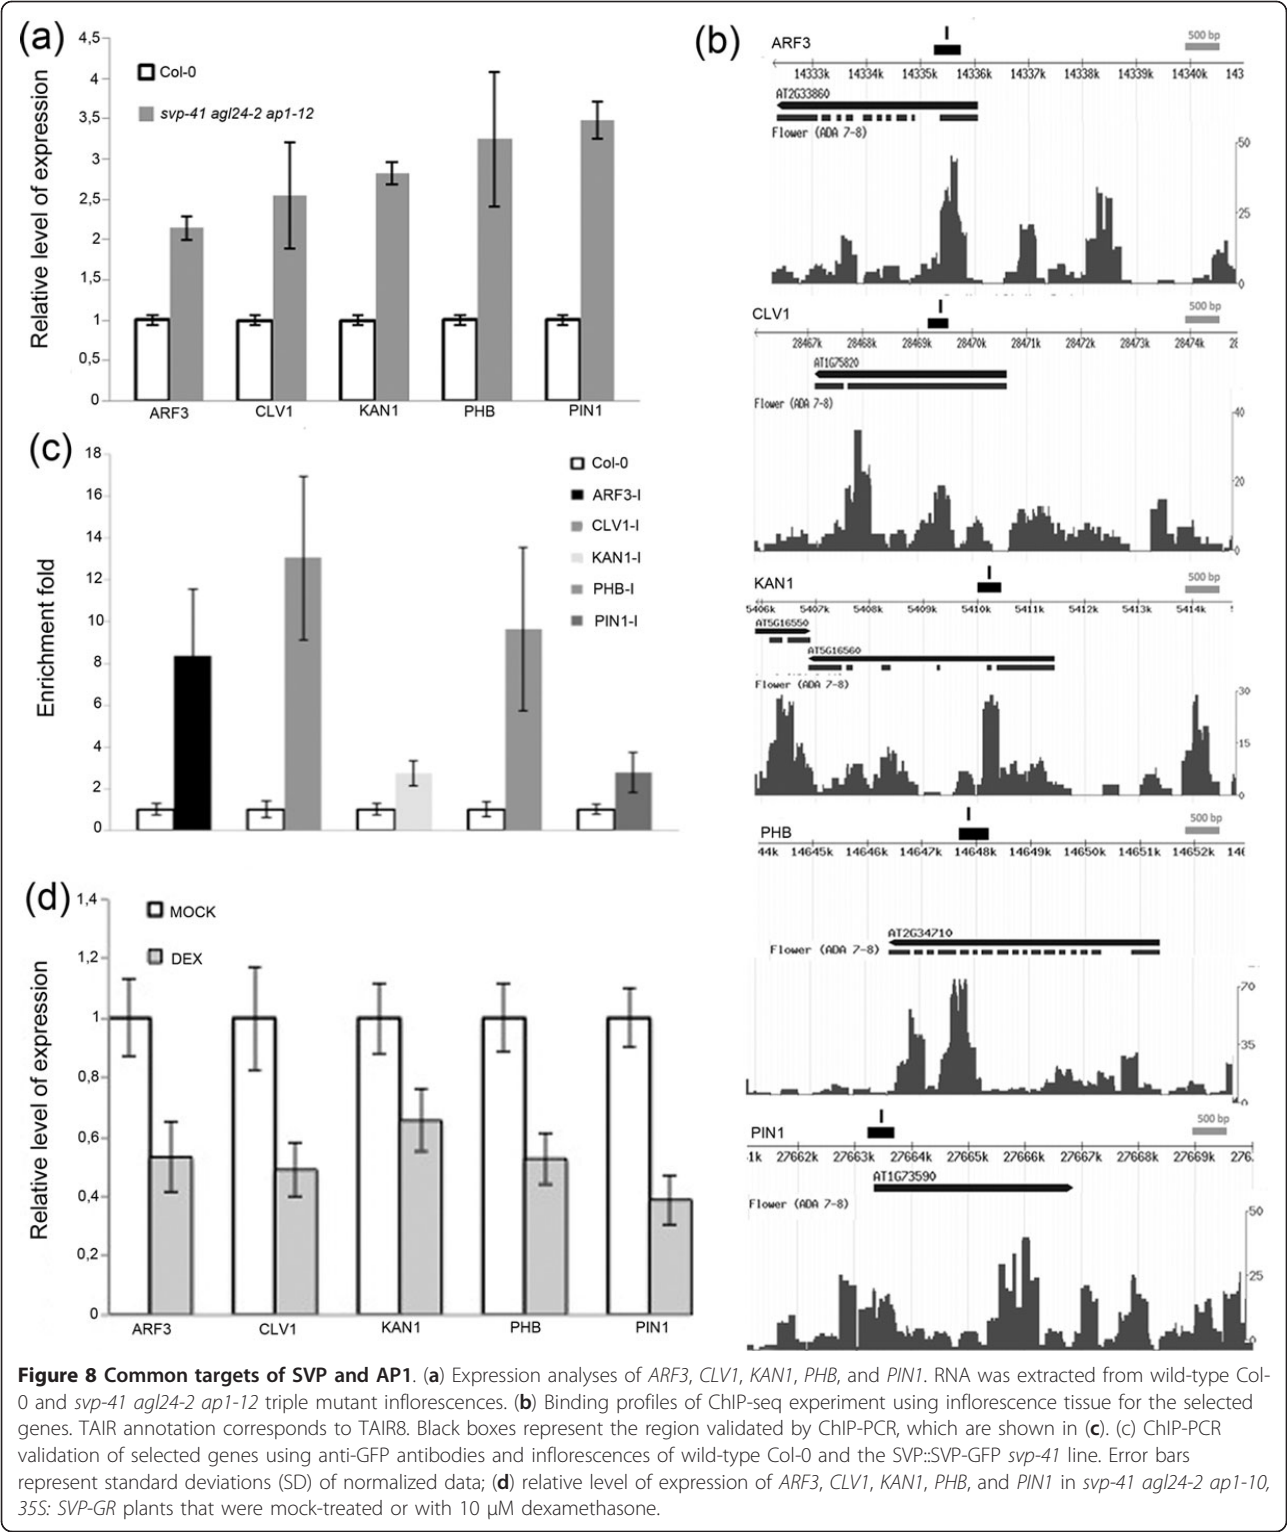 (a)
4,5
4
3,5
3
2,5
2
1,5
1
0,5
0
Relative level of expression
Col-0
svp-41 agl24-2 ap1-12
ARF3 CLV1 KAN1 PHB PIN1
(c)
18
16
14
12
10
8
6
4
2
0
Enrichment fold
Col-0
ARF3-I
CLV1-I
KAN1-I
PHB-I
PIN1-I
(d)
1,4
1,2
1
0,8
0,6
0,4
0,2
0
Relative level of expression
MOCK
DEX
ARF3 CLV1 KAN1 PHB PIN1
(b)
ARF3
500 bp
14333k 14334k 14335k 14336k 14337k 14338k 14339k 14340k 143
AT2G33860
Flower (ADA 7-8)
50
25
0
CLV1
500 bp
28467k 28468k 28469k 28470k 28471k 28472k 28473k 28474k 28
AT1G75820
Flower (ADA 7-8)
40
20
0
KAN1
500 bp
5406k 5407k 5408k 5409k 5410k 5411k 5412k 5413k 5414k
AT5G16550
AT5G16560
Flower (ADA 7-8)
30
15
0
PHB
500 bp
44k 14645k 14646k 14647k 14648k 14649k 14650k 14651k 14652k
AT2G34710
Flower (ADA 7-8)
70
35
0
PIN1
500 bp
1k 27662k 27663k 27664k 27665k 27666k 27667k 27668k 27669k 276
AT1G73590
Flower (ADA 7-8)
50
25
0
Figure 8 Common targets of SVP and AP1. (a) Expression analyses of ARF3, CLV1, KAN1, PHB, and PIN1. RNA was extracted from wild-type Col-
0 and svp-41 agl24-2 ap1-12 triple mutant inflorescences. (b) Binding profiles of ChIP-seq experiment using inflorescence tissue for the selected
genes. TAIR annotation corresponds to TAIR8. Black boxes represent the region validated by ChIP-PCR, which are shown in (c). (c) ChIP-PCR
validation of selected genes using anti-GFP antibodies and inflorescences of wild-type Col-0 and the SVP::SVP-GFP svp-41 line. Error bars
represent standard deviations (SD) of normalized data; (d) relative level of expression of ARF3, CLV1, KAN1, PHB, and PIN1 in svp-41 agl24-2 ap1-10,
35S: SVP-GR plants that were mock-treated or with 10 μM dexamethasone.